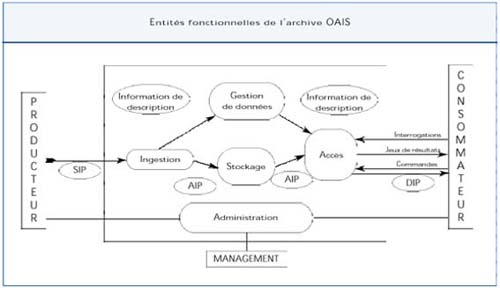 Entités fonctionnelles de l'archive OAIS
PRODUCTEUR
SIP
Information de
description
Gestion
de données
Information de
description
Ingestion
Stockage
Accès
AIP
AIP
Interrogations
Jeux de résultats
Commandes
DIP
Administration
MANAGEMENT
CONSOMMATEUR